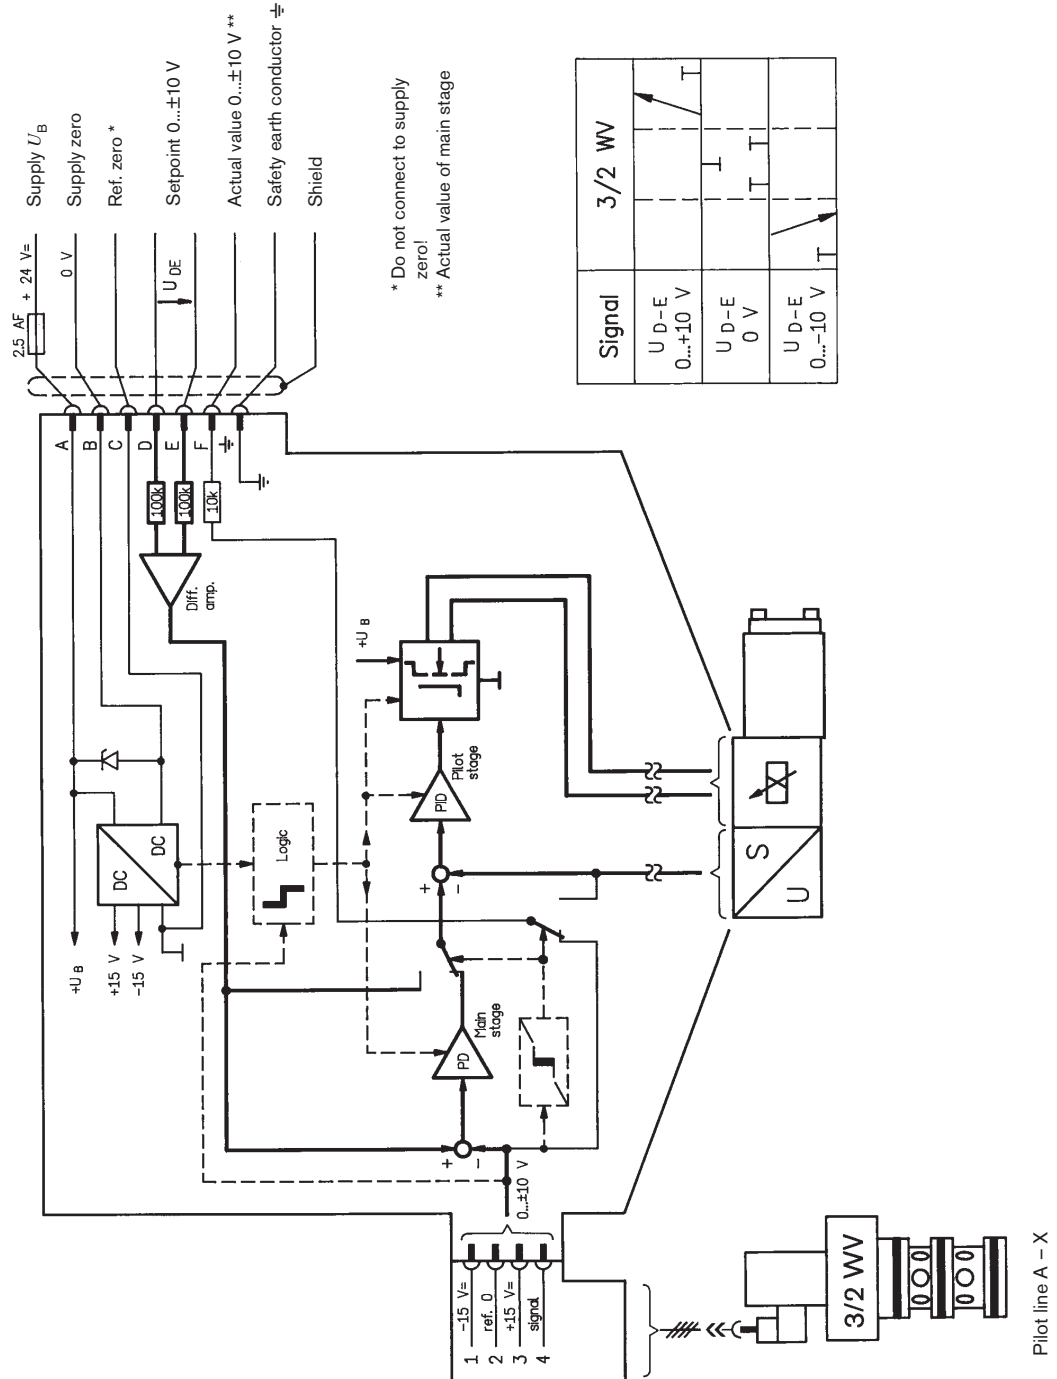 Supply U_B
Supply zero
Ref. zero *
Setpoint 0...±10 V
Actual value 0...±10 V **
Safety earth conductor ⏚
Shield
2.5 AF
+ 24 V=
0 V
U DE
* Do not connect to supply
zero!
** Actual value of main stage
A
B
C
D
E
F
⏚
100k
100k
10k
Diff.
amp.
DC
DC
+U B
+15 V
-15 V
Logic
+U B
PID
Pilot
stage
+
-
PD
Main
stage
+
-
0...±10 V
-15 V=
ref. 0
+15 V=
signal
1
2
3
4
S
U
Signal
3/2 WV
U D-E
0...+10 V
U D-E
0 V
U D-E
0...-10 V
3/2 WV
Pilot line A – X